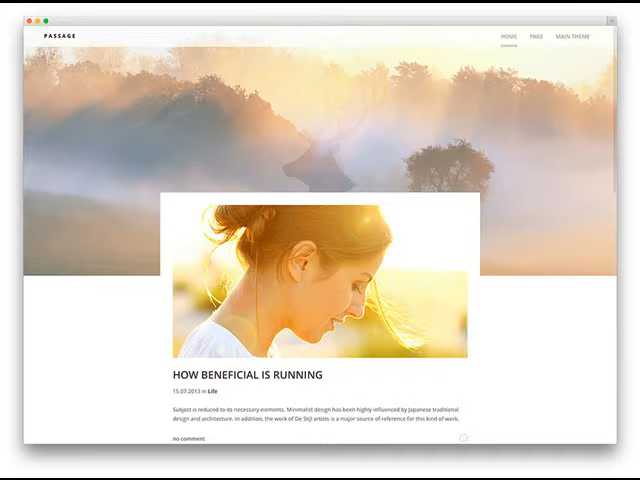 PASSAGE
HOME PAGE MAIN THEME
HOW BENEFICIAL IS RUNNING
15.07.2013 in Life
Subject is reduced to its necessary elements. Minimalist design has been highly influenced by Japanese traditional
design and architecture. In addition, the work of De Stijl artists is a major source of reference for this kind of work.
no comment